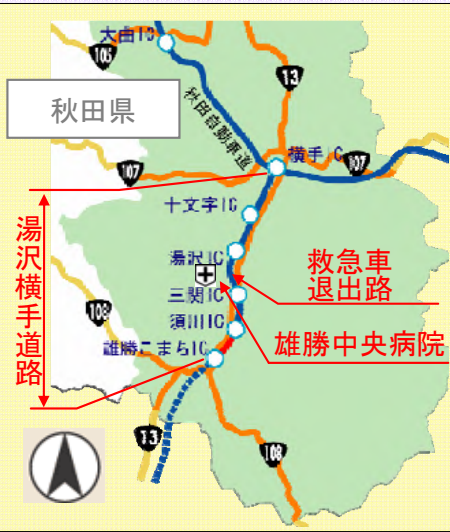 大曲IC
105
13
秋田県
秋田自動車道
横手IC
107
107
十文字IC
湯沢横手道路
湯沢IC
救急車
退出路
三関IC
108
須川IC
雄勝中央病院
雄勝こまちIC
13
108